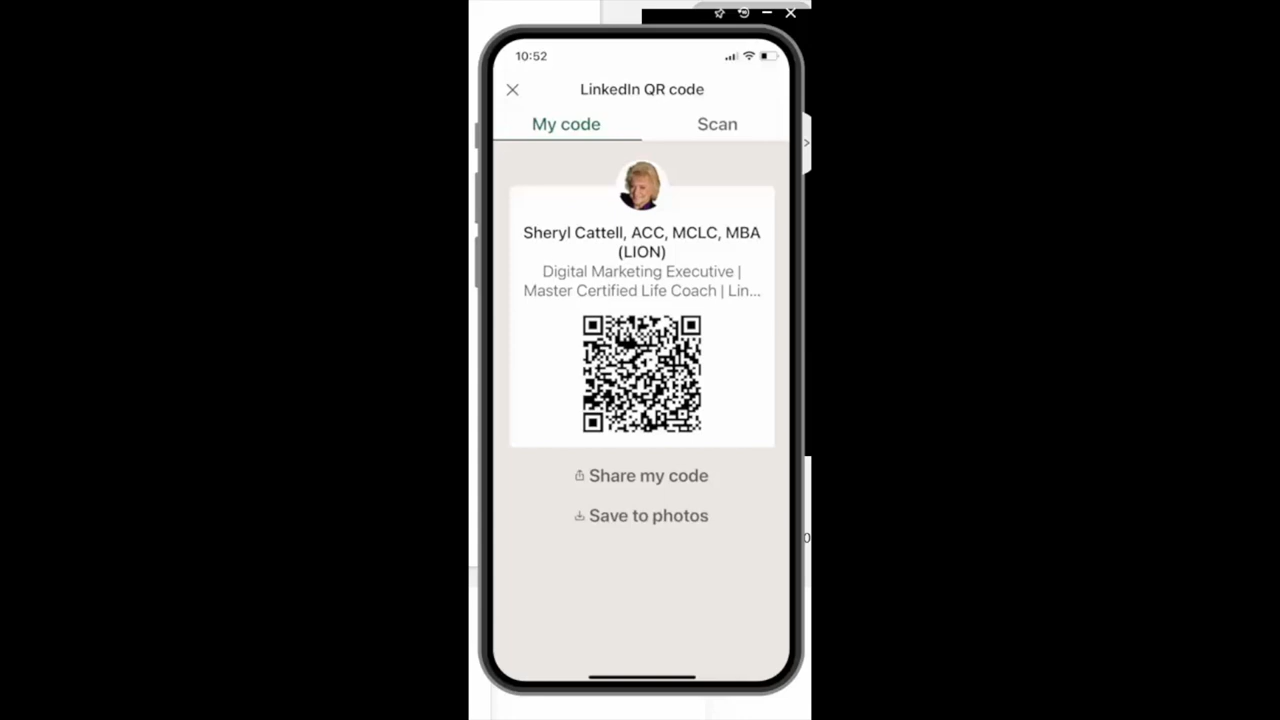 10:52
LinkedIn QR code
My code
Scan
Sheryl Cattell, ACC, MCLC, MBA
(LION)
Digital Marketing Executive |
Master Certified Life Coach | Lin...
Share my code
Save to photos
0